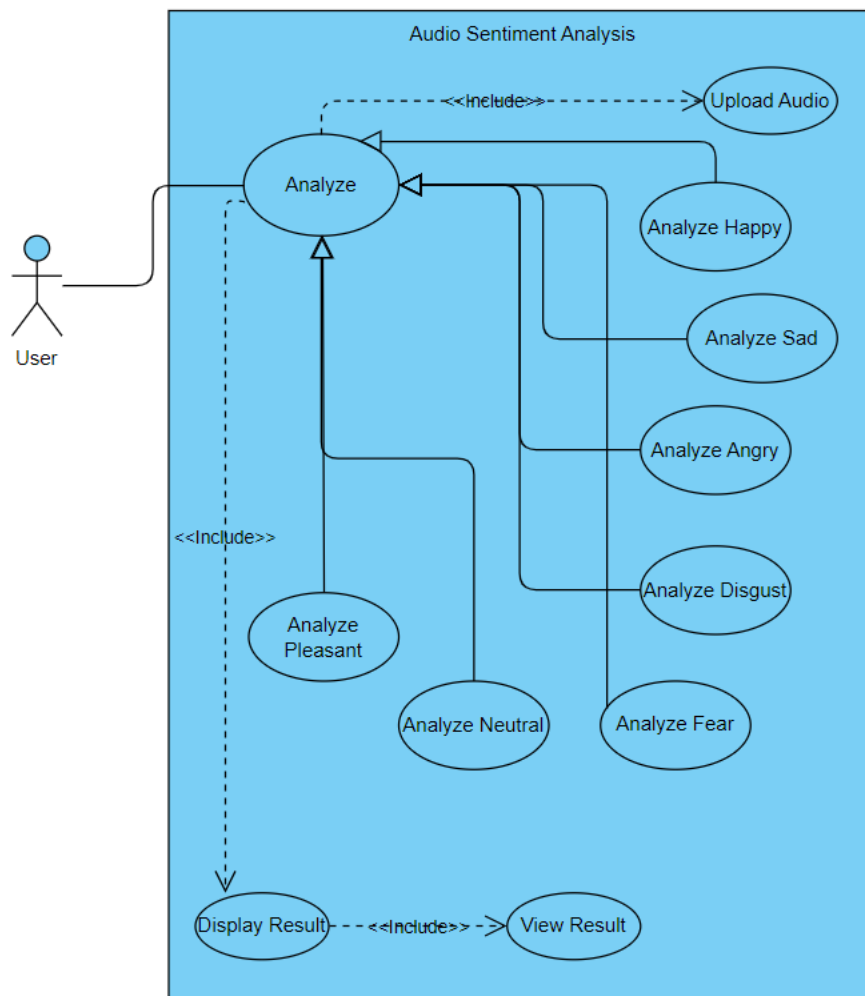 Audio Sentiment Analysis
<<Include>>
Upload Audio
Analyze
Analyze Happy
User
Analyze Sad
Analyze Angry
<<Include>>
Analyze Disgust
Analyze
Pleasant
Analyze Neutral
Analyze Fear
Display Result
<<Include>>
View Result